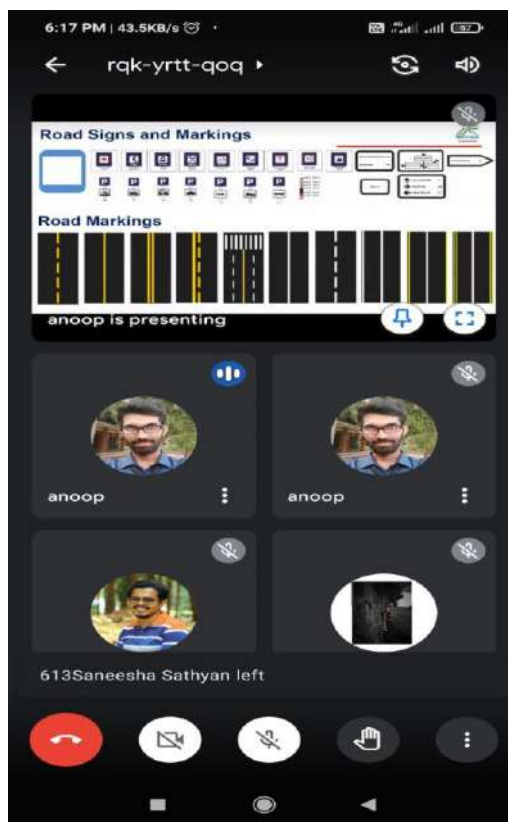 6:17 PM | 43.5KB/s
57
rqk-yrtt-qoq
Road Signs and Markings
P P P P P P P
Road Markings
anoop is presenting
anoop
anoop
613Saneesha Sathyan left